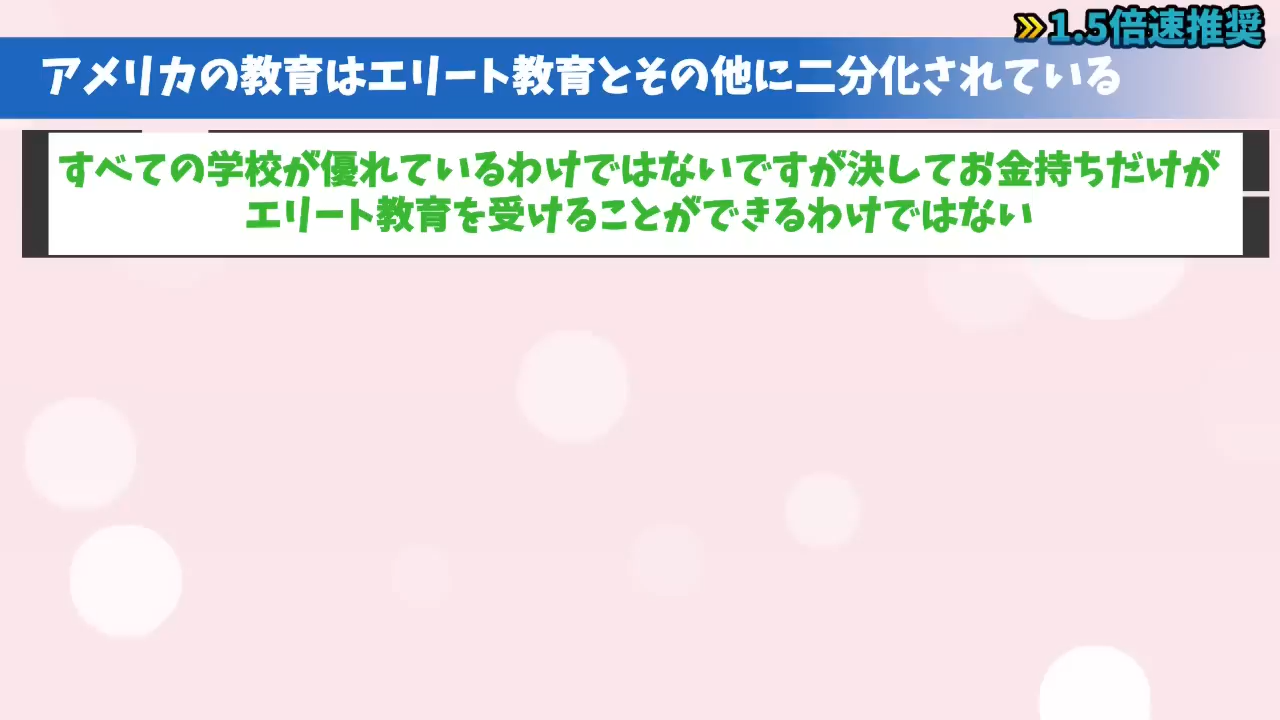 »1.5倍速推奨
アメリカの教育はエリート教育とその他に二分化されている
すべての学校が優れているわけではないですが決してお金持ちだけが
エリート教育を受けることができるわけではない